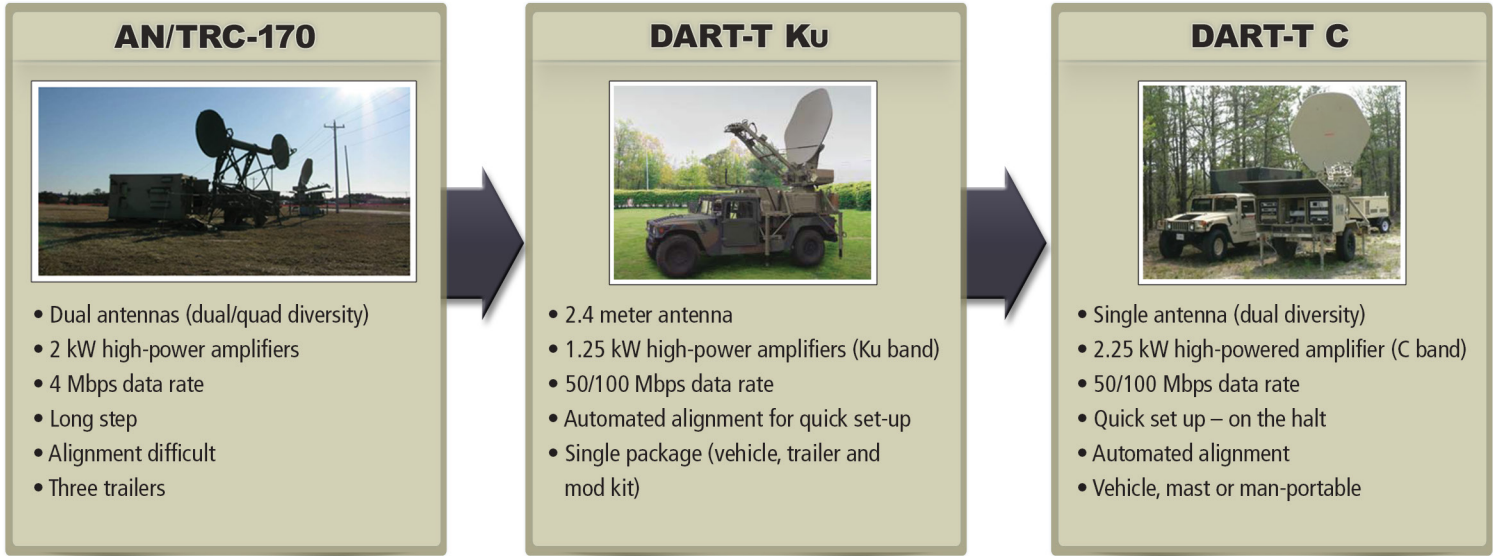 AN/TRC-170
• Dual antennas (dual/quad diversity)
• 2 kW high-power amplifiers
• 4 Mbps data rate
• Long step
• Alignment difficult
• Three trailers
DART-T Ku
• 2.4 meter antenna
• 1.25 kW high-power amplifiers (Ku band)
• 50/100 Mbps data rate
• Automated alignment for quick set-up
• Single package (vehicle, trailer and
mod kit)
DART-T C
• Single antenna (dual diversity)
• 2.25 kW high-powered amplifier (C band)
• 50/100 Mbps data rate
• Quick set up – on the halt
• Automated alignment
• Vehicle, mast or man-portable